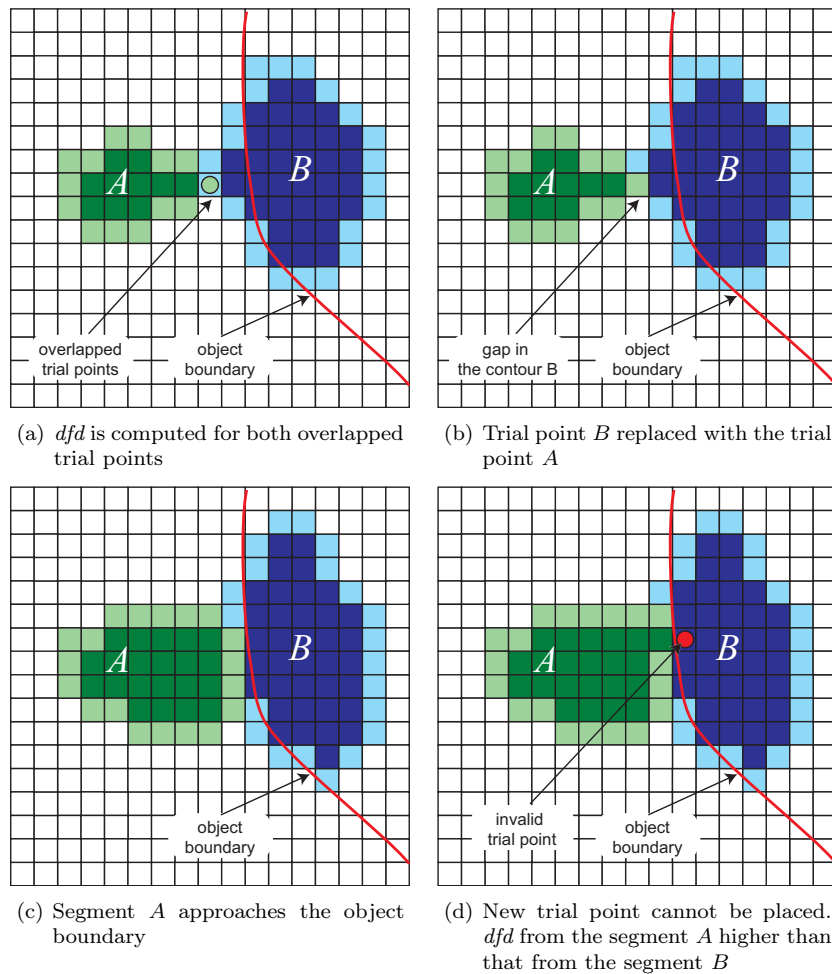 A
B
overlapped
trial points
object
boundary
(a) dfd is computed for both overlapped
trial points
A
B
gap in
the contour B
object
boundary
(b) Trial point B replaced with the trial
point A
A
B
object
boundary
(c) Segment A approaches the object
boundary
A
B
invalid
trial point
object
boundary
(d) New trial point cannot be placed.
dfd from the segment A higher than
that from the segment B